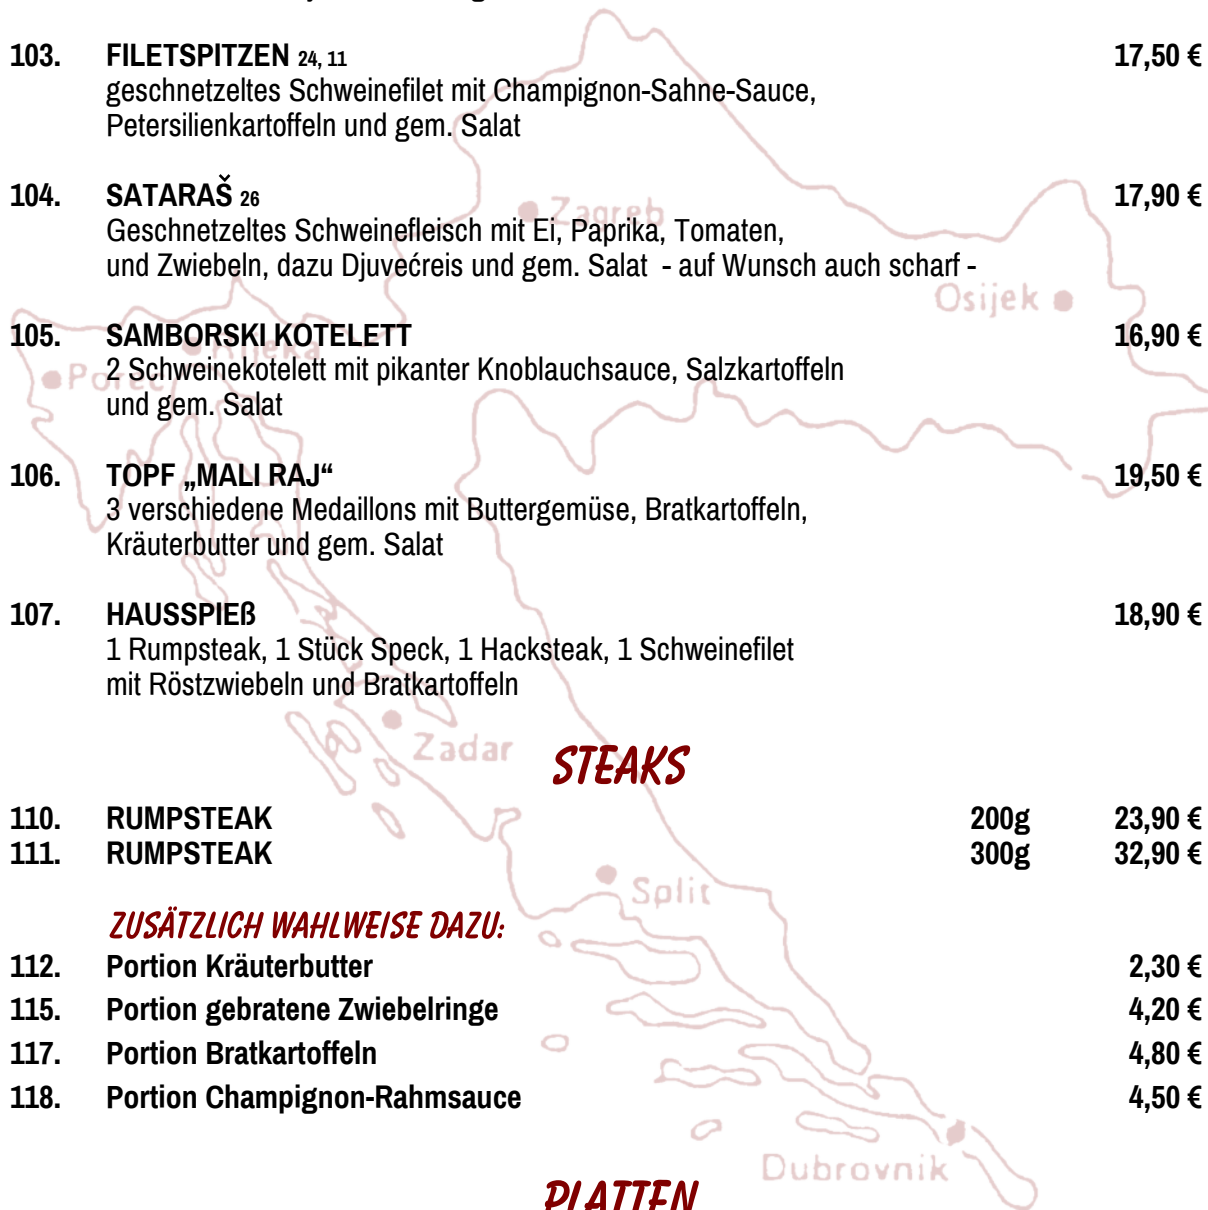 103. FILETSPITZEN 24, 11 17,50 €
geschnetzeltes Schweinefilet mit Champignon-Sahne-Sauce,
Petersilienkartoffeln und gem. Salat
104. SATARAŠ 26 17,90 €
Zagreb
Geschnetzeltes Schweinefleisch mit Ei, Paprika, Tomaten,
und Zwiebeln, dazu Djuvećreis und gem. Salat - auf Wunsch auch scharf -
Osijek
105. SAMBORSKI KOTELETT 16,90 €
Rijeka
Poreč
2 Schweinekotelett mit pikanter Knoblauchsauce, Salzkartoffeln
und gem. Salat
106. TOPF „MALI RAJ“ 19,50 €
3 verschiedene Medaillons mit Buttergemüse, Bratkartoffeln,
Kräuterbutter und gem. Salat
107. HAUSSPIEß 18,90 €
1 Rumpsteak, 1 Stück Speck, 1 Hacksteak, 1 Schweinefilet
mit Röstzwiebeln und Bratkartoffeln
Zadar
STEAKS
110. RUMPSTEAK 200g 23,90 €
111. RUMPSTEAK 300g 32,90 €
Split
ZUSÄTZLICH WAHLWEISE DAZU:
112. Portion Kräuterbutter 2,30 €
115. Portion gebratene Zwiebelringe 4,20 €
117. Portion Bratkartoffeln 4,80 €
118. Portion Champignon-Rahmsauce 4,50 €
Dubrovnik
PLATTEN